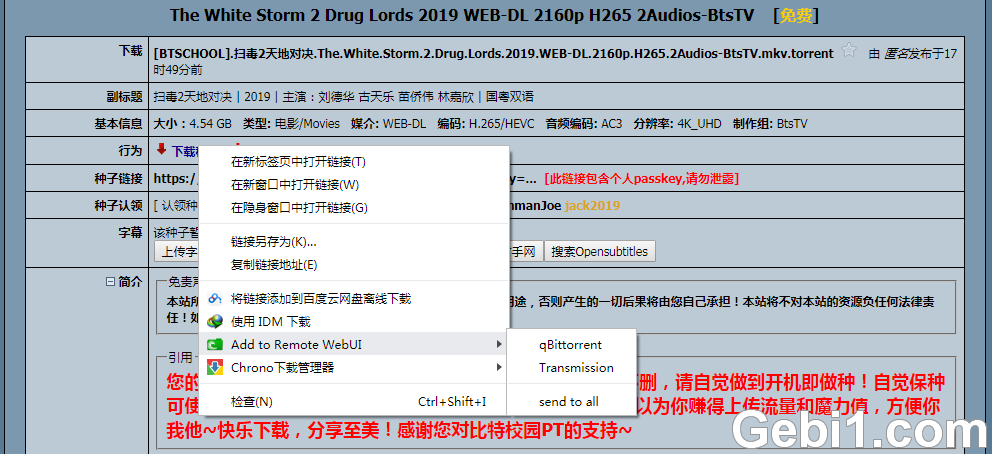 The White Storm 2 Drug Lords 2019 WEB-DL 2160p H265 2Audios-BtsTV [免费]
下载 [BTSCHOOL].扫毒2天地对决.The.White.Storm.2.Drug.Lords.2019.WEB-DL.2160p.H265.2Audios-BtsTV.mkv.torrent 由 匿名发布于17
时49分前
副标题 扫毒2天地对决 | 2019 | 主演：刘德华 古天乐 苗侨伟 林嘉欣 | 国粤双语
基本信息 大小：4.54 GB 类型: 电影/Movies 媒介: WEB-DL 编码: H.265/HEVC 音频编码: AC3 分辨率: 4K_UHD 制作组: BtsTV
行为 下载
种子链接 https:/ y=... [此链接包含个人passkey,请勿泄露]
种子认领 [ 认领种 nmanJoe jack2019
字幕 该种子暂
上传字 手网 搜索Opensubtitles
简介 免责声
本站所 用途，否则产生的一切后果将由您自己承担！本站将不对本站的资源负任何法律责
任！如
引用
您的 删，请自觉做到开机即做种！自觉保种
可使 以为你赚得上传流量和魔力值，方便你
我他~快乐下载，分享至美！感谢您对比特校园PT的支持~
在新标签页中打开链接(T)
在新窗口中打开链接(W)
在隐身窗口中打开链接(G)
链接另存为(K)...
复制链接地址(E)
将链接添加到百度云网盘离线下载
使用 IDM 下载
Add to Remote WebUI
Chrono下载管理器
检查(N) Ctrl+Shift+I
qBittorrent
Transmission
send to all
Gebi1.com